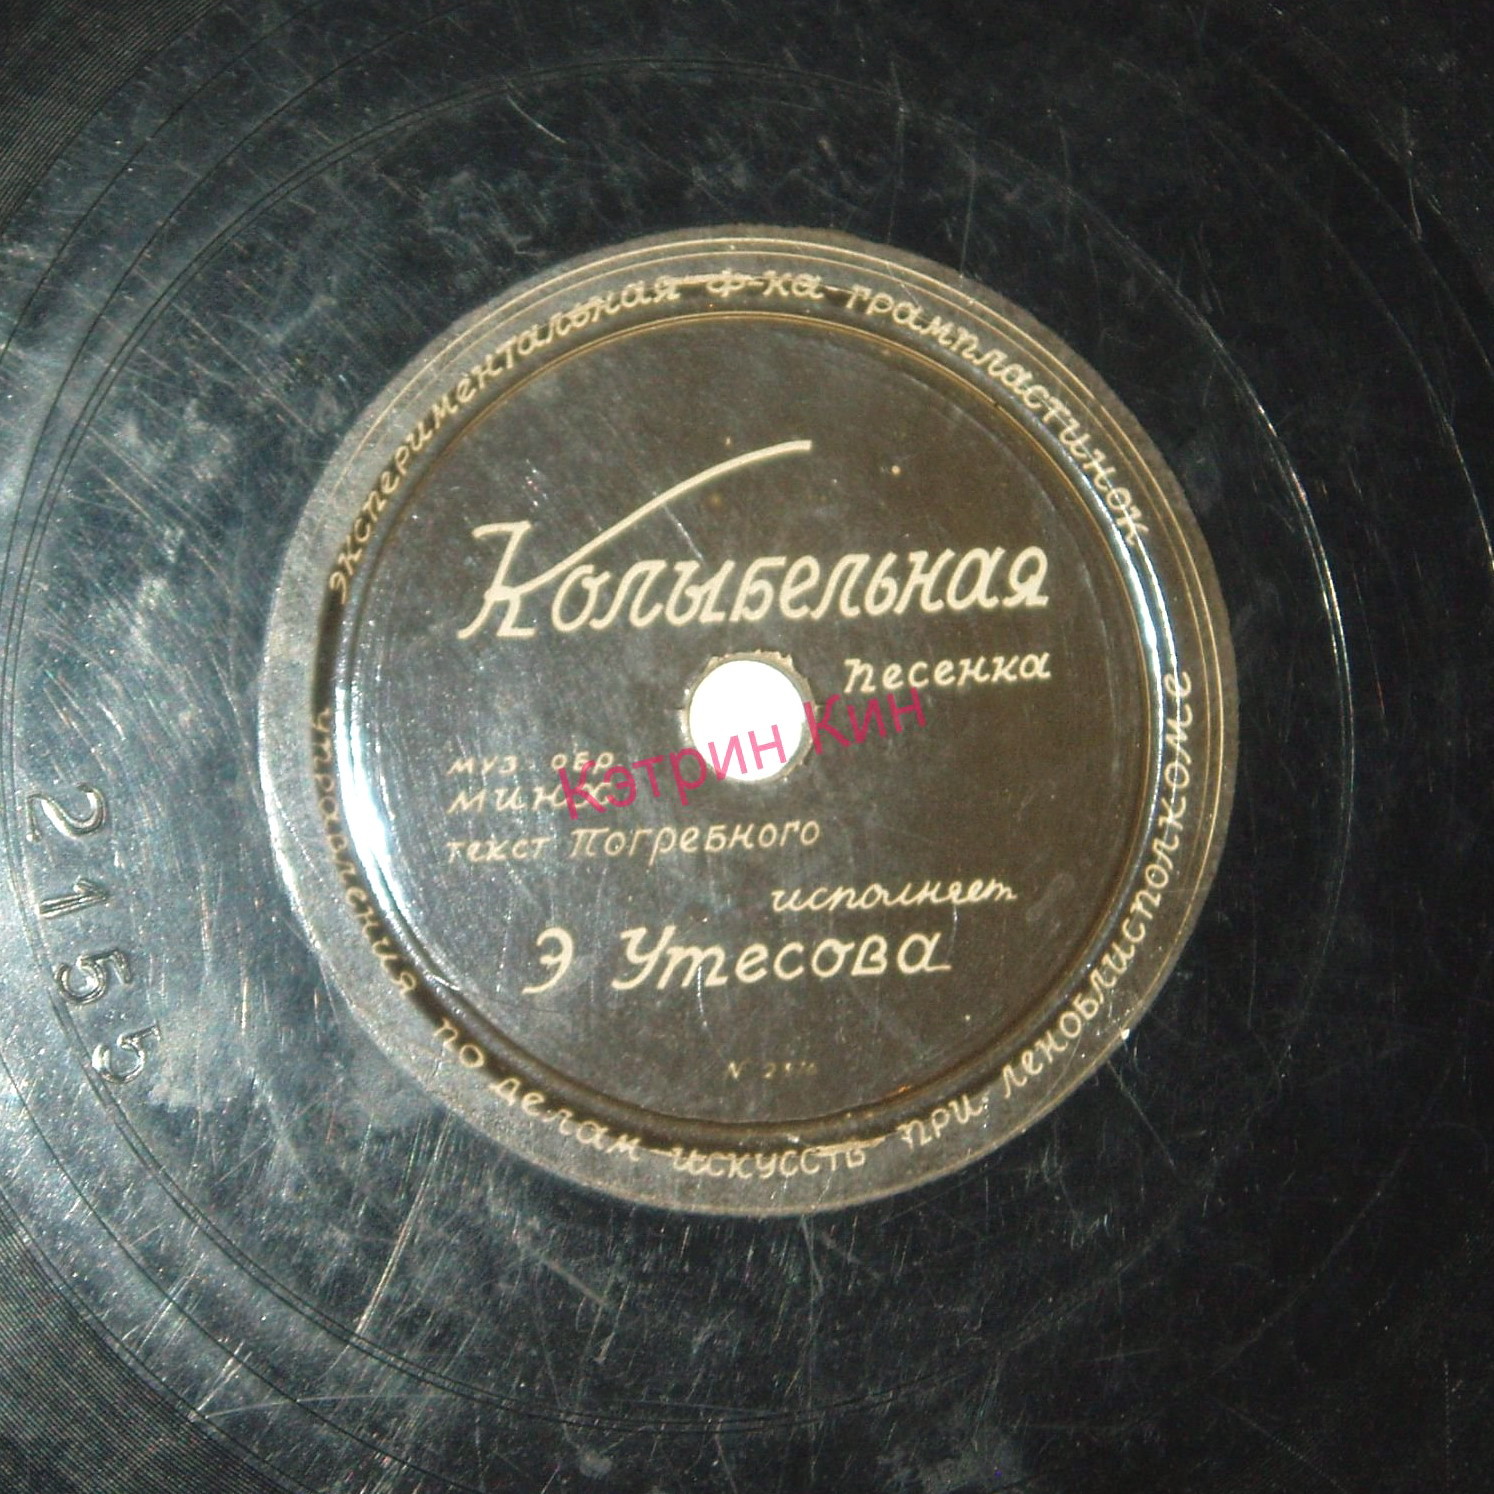 экспериментальная ф-ка грампластинок
управления по делам искусств при леноблисполкоме
Колыбельная
песенка
муз. обр.
Минх
текст Погребного
исполняет
Э Утесова
2155
Кэтрин Кин